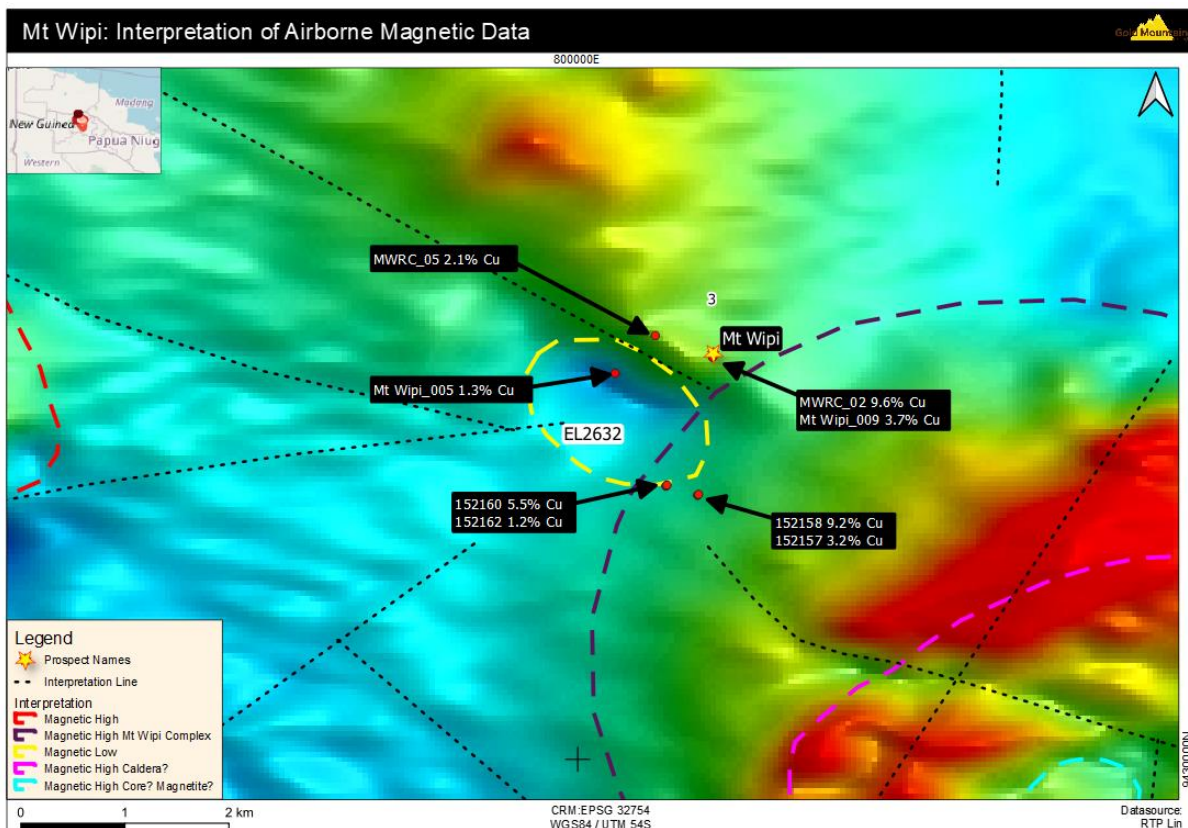 Mt Wipi: Interpretation of Airborne Magnetic Data
Gold Mountain
800000E
Madang
New Guinea
Papua Niug
Western
MWRC_05 2.1% Cu
3
Mt Wipi
Mt Wipi_005 1.3% Cu
MWRC_02 9.6% Cu
Mt Wipi_009 3.7% Cu
EL2632
152160 5.5% Cu
152162 1.2% Cu
152158 9.2% Cu
152157 3.2% Cu
Legend
Prospect Names
Interpretation Line
Interpretation
Magnetic High
Magnetic High Mt Wipi Complex
Magnetic Low
Magnetic High Caldera?
Magnetic High Core? Magnetite?
0 1 2 km
CRM:EPSG 32754
WGS84 / UTM 54S
Datasource:
RTP Lin